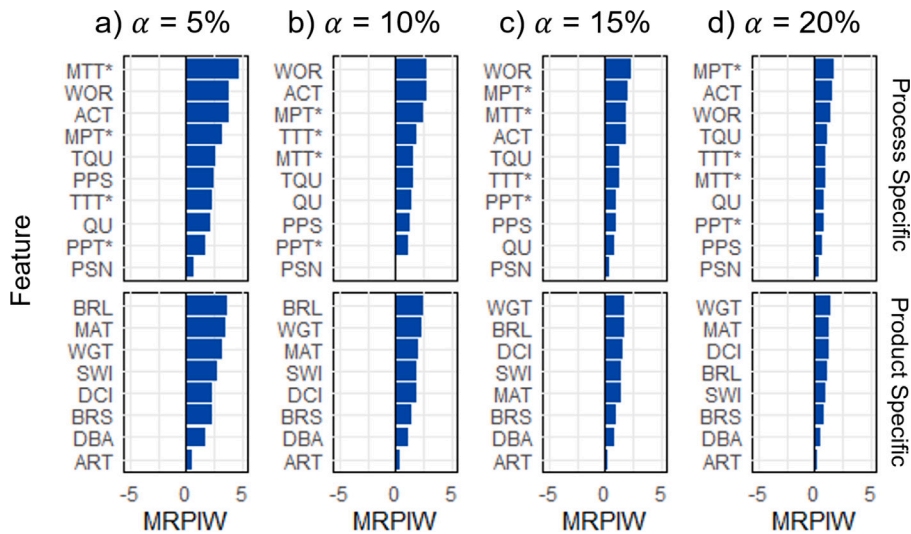 a) α = 5%
b) α = 10%
c) α = 15%
d) α = 20%
Feature
MTT*
WOR
ACT
MPT*
TQU
PPS
TTT*
QU
PPT*
PSN
WOR
ACT
MPT*
TTT*
MTT*
TQU
QU
PPS
PPT*
PSN
WOR
MPT*
MTT*
ACT
TQU
TTT*
PPT*
PPS
QU
PSN
MPT*
ACT
WOR
TQU
TTT*
MTT*
QU
PPT*
PPS
PSN
Process Specific
BRL
MAT
WGT
SWI
DCI
BRS
DBA
ART
BRL
WGT
MAT
SWI
DCI
BRS
DBA
ART
WGT
BRL
DCI
SWI
MAT
BRS
DBA
ART
WGT
MAT
DCI
BRL
SWI
BRS
DBA
ART
Product Specific
-5 0 5
-5 0 5
-5 0 5
-5 0 5
MRPIW
MRPIW
MRPIW
MRPIW